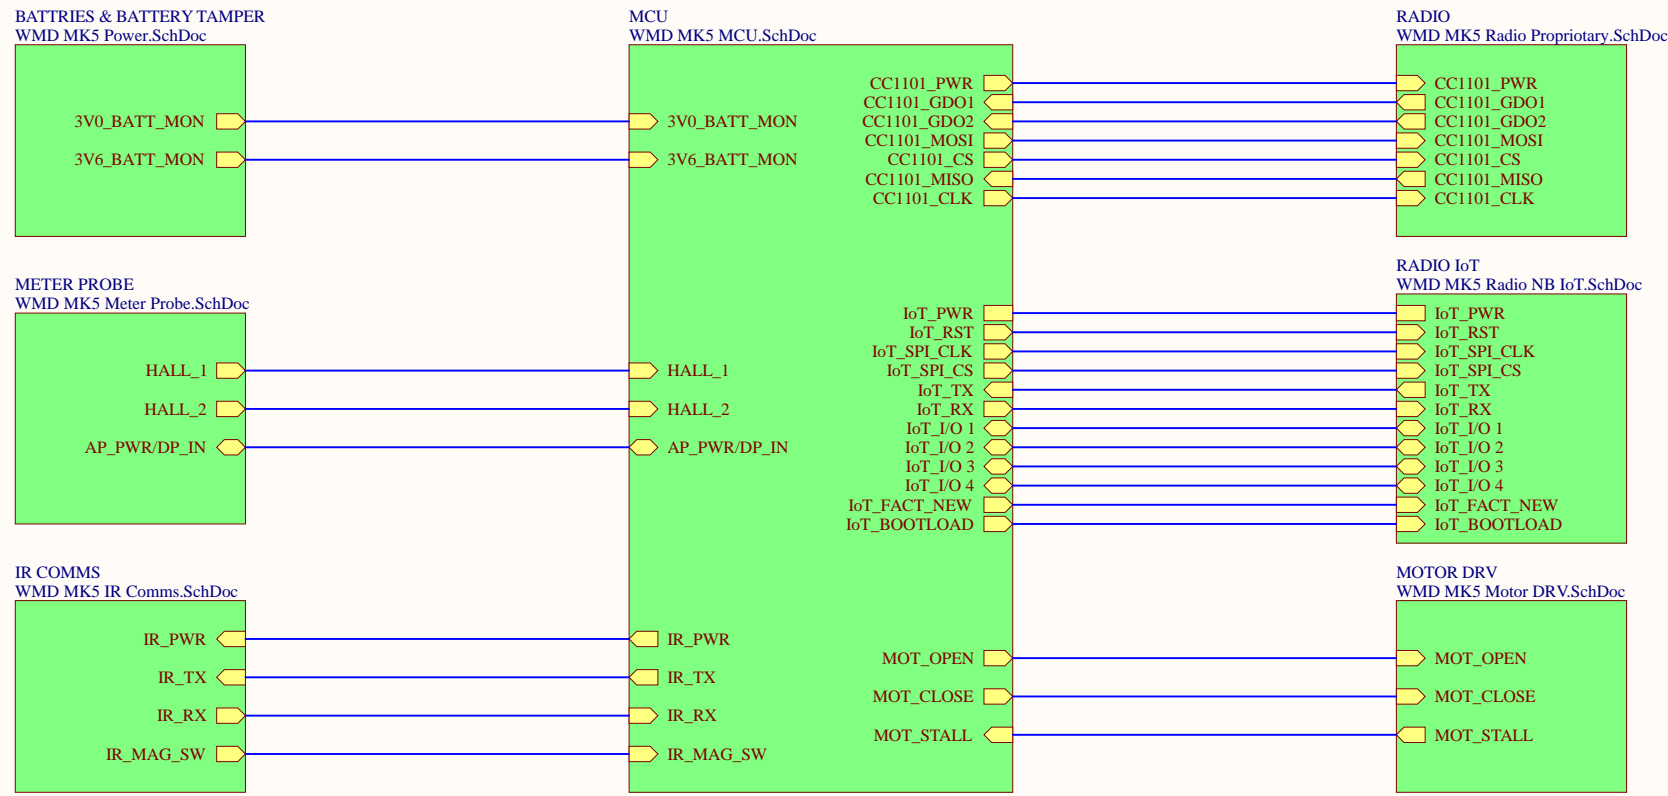 BATTRIES & BATTERY TAMPER
WMD MK5 Power.SchDoc
3V0_BATT_MON
3V6_BATT_MON
METER PROBE
WMD MK5 Meter Probe.SchDoc
HALL_1
HALL_2
AP_PWR/DP_IN
IR COMMS
WMD MK5 IR Comms.SchDoc
IR_PWR
IR_TX
IR_RX
IR_MAG_SW
MCU
WMD MK5 MCU.SchDoc
3V0_BATT_MON
3V6_BATT_MON
HALL_1
HALL_2
AP_PWR/DP_IN
IR_PWR
IR_TX
IR_RX
IR_MAG_SW
CC1101_PWR
CC1101_GDO1
CC1101_GDO2
CC1101_MOSI
CC1101_CS
CC1101_MISO
CC1101_CLK
IoT_PWR
IoT_RST
IoT_SPI_CLK
IoT_SPI_CS
IoT_TX
IoT_RX
IoT_I/O 1
IoT_I/O 2
IoT_I/O 3
IoT_I/O 4
IoT_FACT_NEW
IoT_BOOTLOAD
MOT_OPEN
MOT_CLOSE
MOT_STALL
RADIO
WMD MK5 Radio Propriotary.SchDoc
CC1101_PWR
CC1101_GDO1
CC1101_GDO2
CC1101_MOSI
CC1101_CS
CC1101_MISO
CC1101_CLK
RADIO IoT
WMD MK5 Radio NB IoT.SchDoc
IoT_PWR
IoT_RST
IoT_SPI_CLK
IoT_SPI_CS
IoT_TX
IoT_RX
IoT_I/O 1
IoT_I/O 2
IoT_I/O 3
IoT_I/O 4
IoT_FACT_NEW
IoT_BOOTLOAD
MOTOR DRV
WMD MK5 Motor DRV.SchDoc
MOT_OPEN
MOT_CLOSE
MOT_STALL